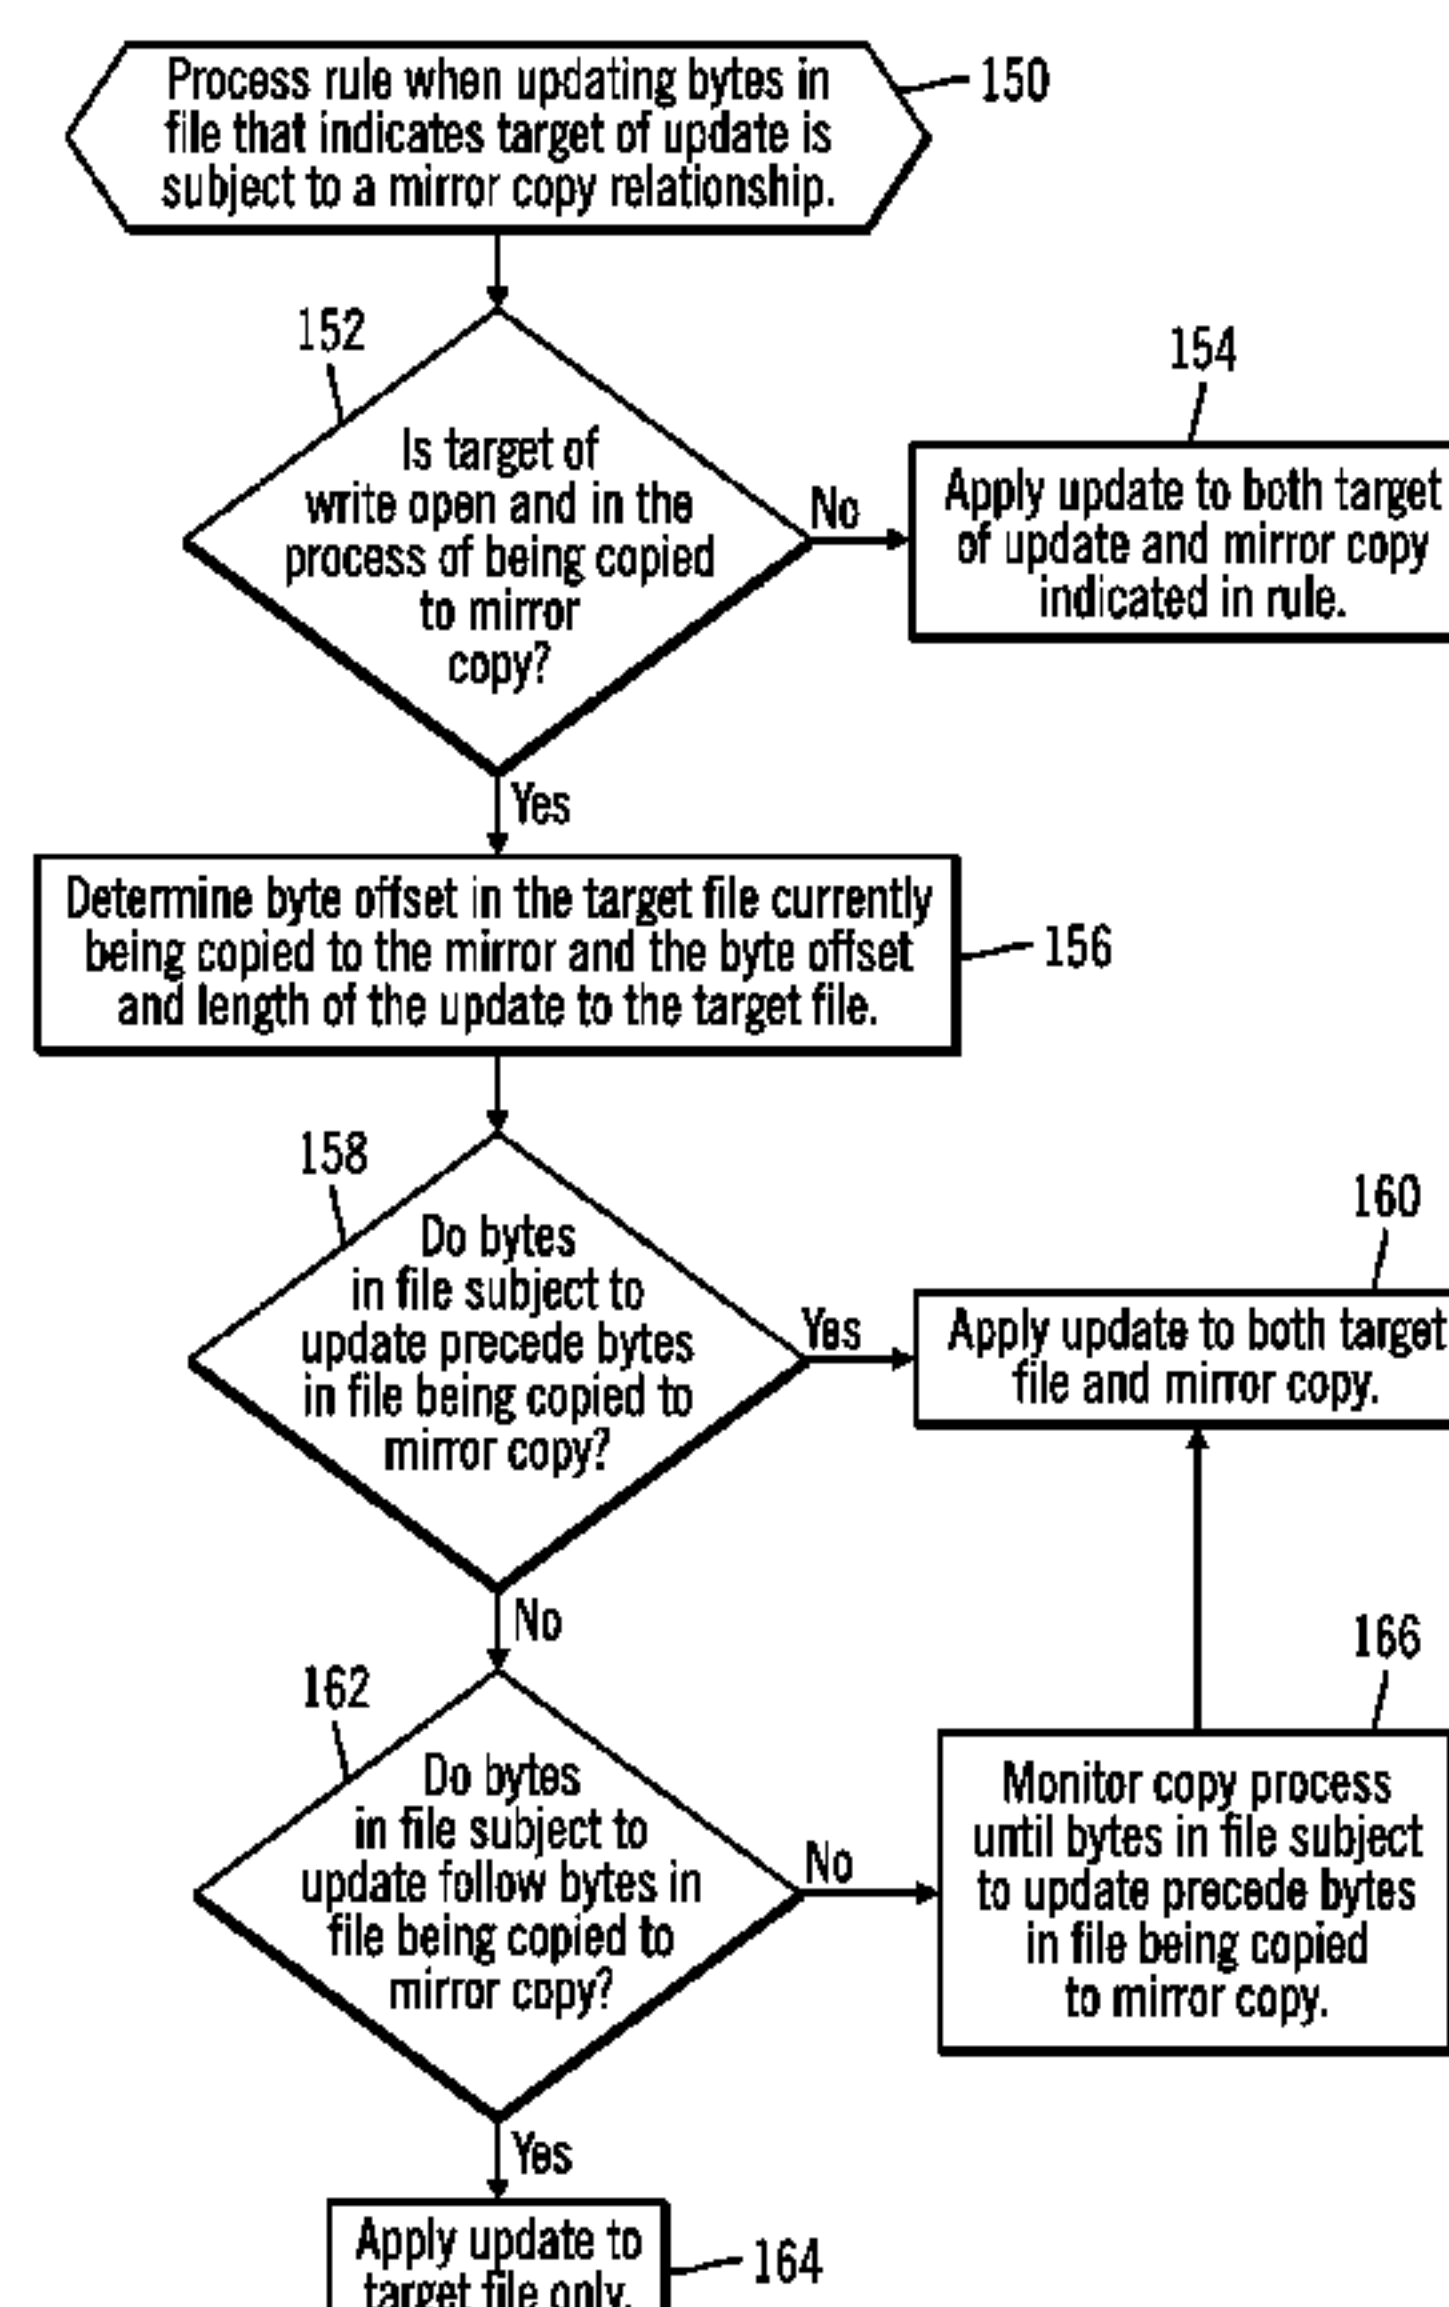 Process rule when updating bytes in
file that indicates target of update is
subject to a mirror copy relationship.
150
152
Is target of
write open and in the
process of being copied
to mirror
copy?
No
154
Apply update to both target
of update and mirror copy
indicated in rule.
Yes
Determine byte offset in the target file currently
being copied to the mirror and the byte offset
and length of the update to the target file.
156
158
Do bytes
in file subject to
update precede bytes
in file being copied to
mirror copy?
Yes
160
Apply update to both target
file and mirror copy.
No
162
Do bytes
in file subject to
update follow bytes in
file being copied to
mirror copy?
No
166
Monitor copy process
until bytes in file subject
to update precede bytes
in file being copied
to mirror copy.
Yes
Apply update to
target file only.
164